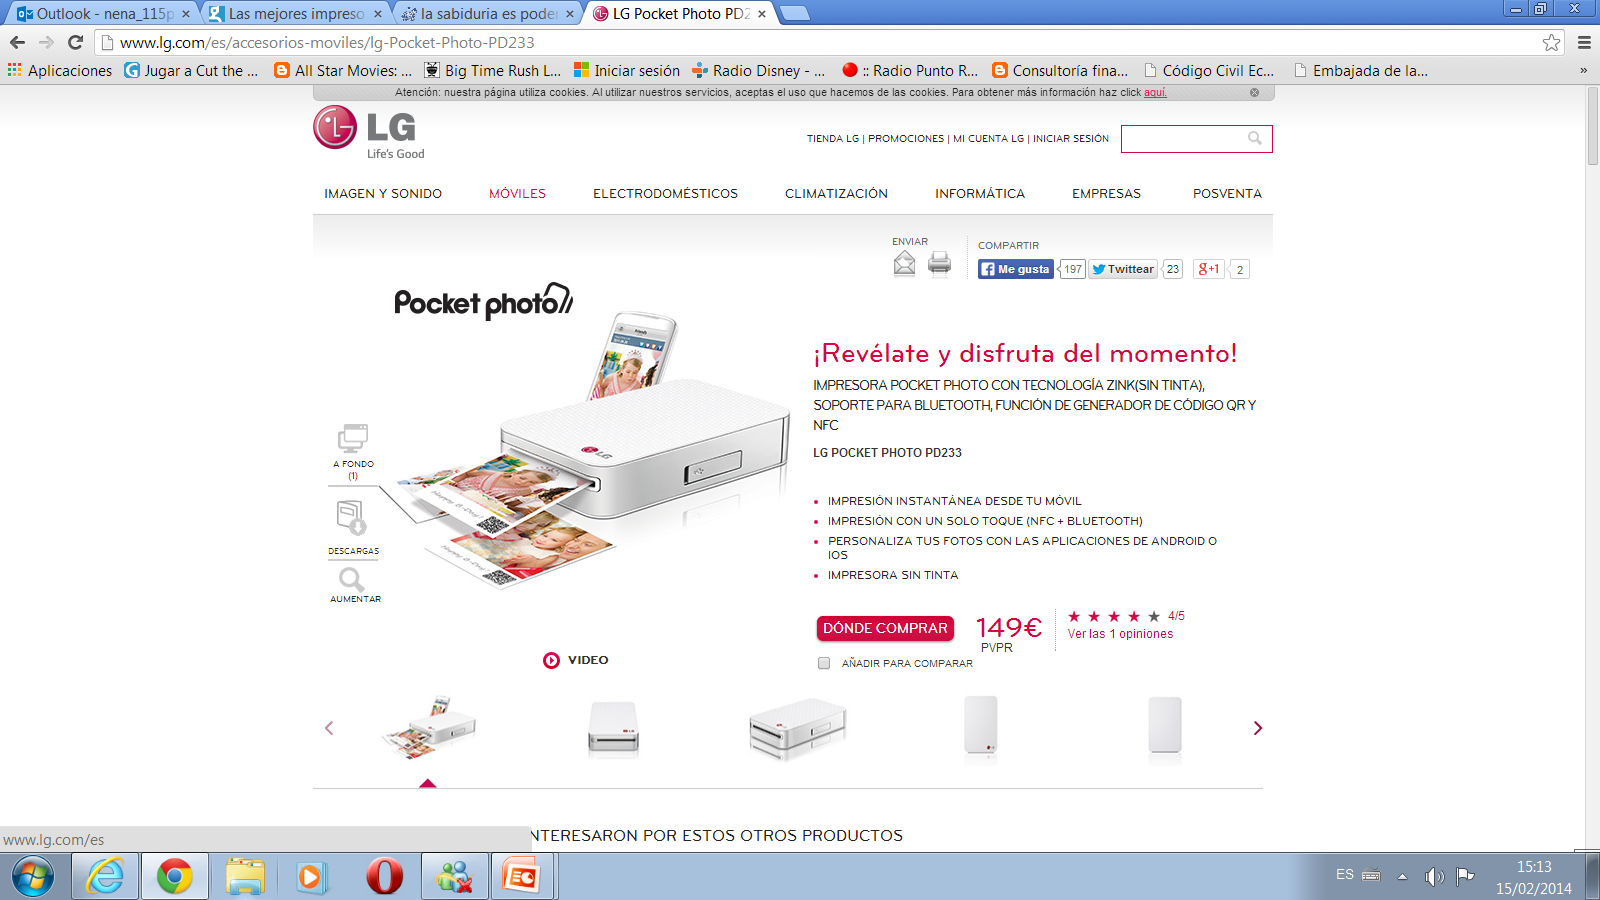 Outlook - nena_115p
Las mejores impreso
la sabiduria es poder
LG Pocket Photo PD2
www.lg.com/es/accesorios-moviles/lg-Pocket-Photo-PD233
Aplicaciones
Jugar a Cut the ...
All Star Movies: ...
Big Time Rush L...
Iniciar sesión
Radio Disney - ...
:: Radio Punto R...
Consultoría fina...
Código Civil Ec...
Embajada de la...
»
Atención: nuestra página utiliza cookies. Al utilizar nuestros servicios, aceptas el uso que hacemos de las cookies. Para obtener más información haz click aquí.
LG
Life's Good
TIENDA LG | PROMOCIONES | MI CUENTA LG | INICIAR SESIÓN
IMAGEN Y SONIDO
MÓVILES
ELECTRODOMÉSTICOS
CLIMATIZACIÓN
INFORMÁTICA
EMPRESAS
POSVENTA
ENVIAR
COMPARTIR
Me gusta
197
Twittear
23
g+1
2
Pocket photo
¡Revélate y disfruta del momento!
IMPRESORA POCKET PHOTO CON TECNOLOGÍA ZINK(SIN TINTA),
SOPORTE PARA BLUETOOTH, FUNCIÓN DE GENERADOR DE CÓDIGO QR Y
NFC
LG POCKET PHOTO PD233
A FONDO
(1)
DESCARGAS
AUMENTAR
LG
Happy B-Day!
Happy B-Day!
IMPRESIÓN INSTANTÁNEA DESDE TU MÓVIL
IMPRESIÓN CON UN SOLO TOQUE (NFC + BLUETOOTH)
PERSONALIZA TUS FOTOS CON LAS APLICACIONES DE ANDROID O
IOS
IMPRESORA SIN TINTA
DÓNDE COMPRAR
149€
PVPR
4/5
Ver las 1 opiniones
AÑADIR PARA COMPARAR
VIDEO
NTERESARON POR ESTOS OTROS PRODUCTOS
www.lg.com/es
ES
15:13
15/02/2014